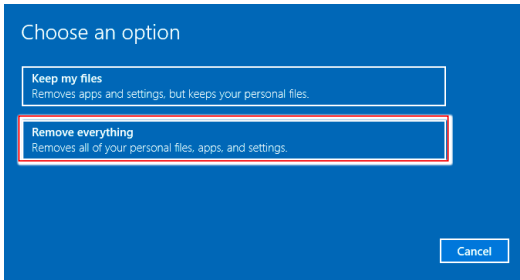 Choose an option
Keep my files
Removes apps and settings, but keeps your personal files.
Remove everything
Removes all of your personal files, apps, and settings.
Cancel